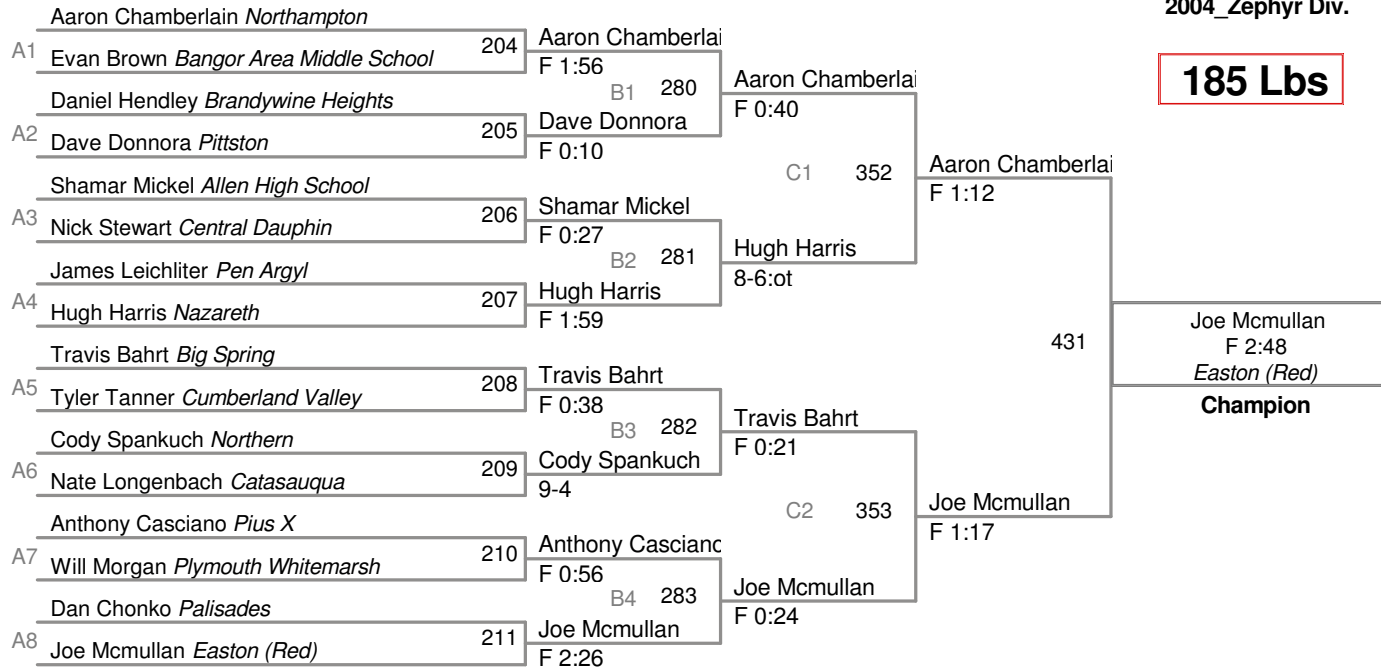 2004_Zephyr Div.
185 Lbs
Aaron Chamberlain Northampton
A1
204
Evan Brown Bangor Area Middle School
Aaron Chamberlai
F 1:56
B1 280
Daniel Hendley Brandywine Heights
A2
205
Dave Donnora Pittston
Dave Donnora
F 0:10
Aaron Chamberlai
F 0:40
C1 352
Shamar Mickel Allen High School
A3
206
Nick Stewart Central Dauphin
Shamar Mickel
F 0:27
B2 281
James Leichliter Pen Argyl
A4
207
Hugh Harris Nazareth
Hugh Harris
F 1:59
Hugh Harris
8-6:ot
Aaron Chamberlai
F 1:12
431
Travis Bahrt Big Spring
A5
208
Tyler Tanner Cumberland Valley
Travis Bahrt
F 0:38
B3 282
Cody Spankuch Northern
A6
209
Nate Longenbach Catasauqua
Cody Spankuch
9-4
Travis Bahrt
F 0:21
C2 353
Anthony Casciano Pius X
A7
210
Will Morgan Plymouth Whitemarsh
Anthony Casciano
F 0:56
B4 283
Dan Chonko Palisades
A8
211
Joe Mcmullan Easton (Red)
Joe Mcmullan
F 2:26
Joe Mcmullan
F 0:24
Joe Mcmullan
F 1:17
Joe Mcmullan
F 2:48
Easton (Red)
Champion